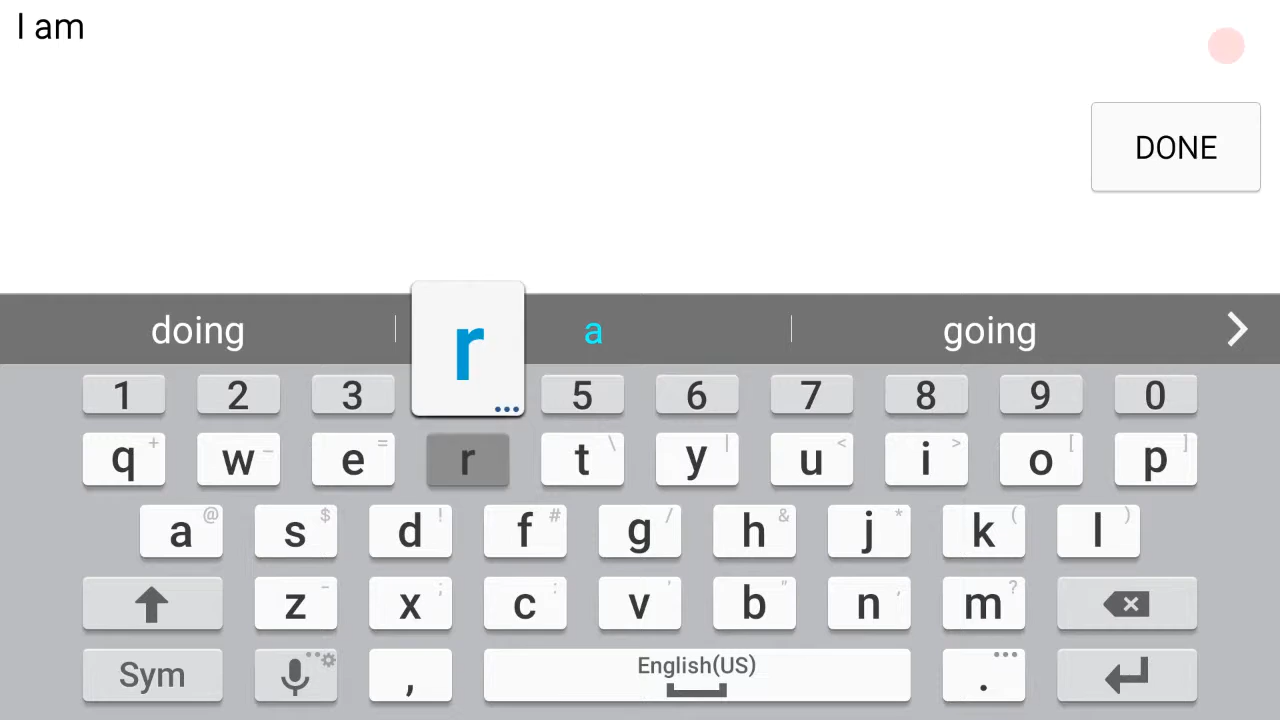 I am
DONE
doing r a going
1 2 3 5 6 7 8 9 0
q + w – e = r t \ y | u < i > o [ p ]
a @ s $ d ! f # g / h & j * k ( l )
z - x ; c : v ' b " n , m ?
Sym , English(US) .